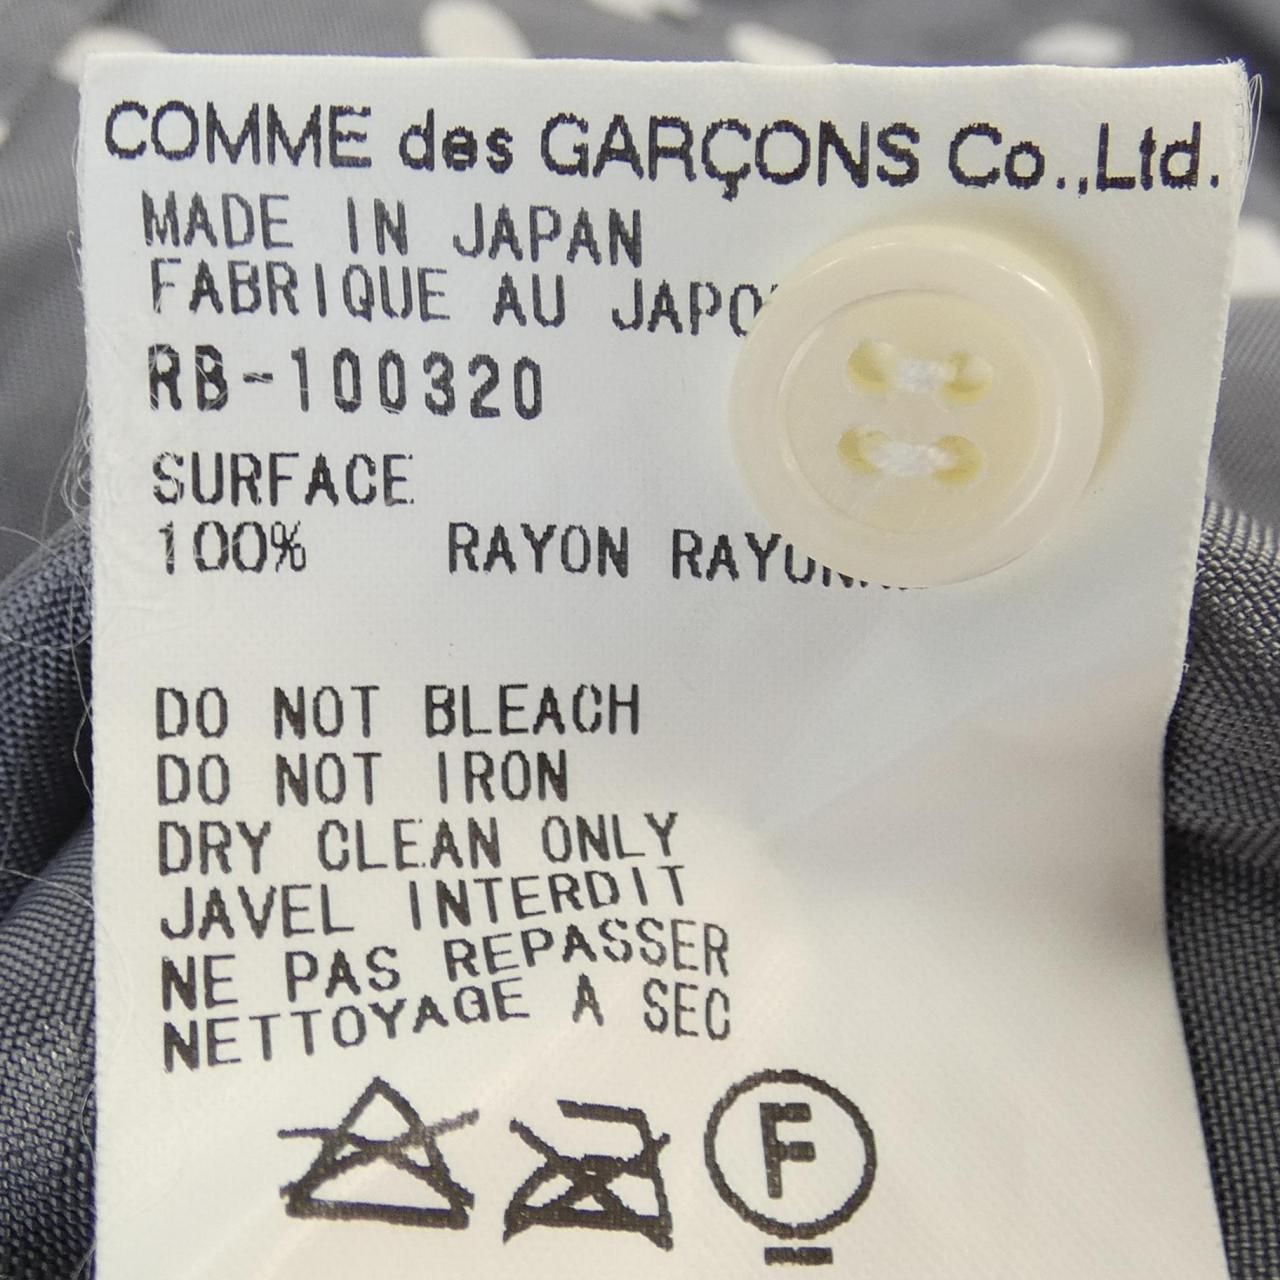 COMME des GARÇONS Co.,Ltd.
MADE IN JAPAN
FABRIQUE AU
RB-100320
SURFACE
100% RAYON
DO NOT BLEACH
DO NOT IRON
DRY CLEAN ONLY
JAVEL INTERDIT
NE PAS REPASSER
NETTOYAGE A SEC
F